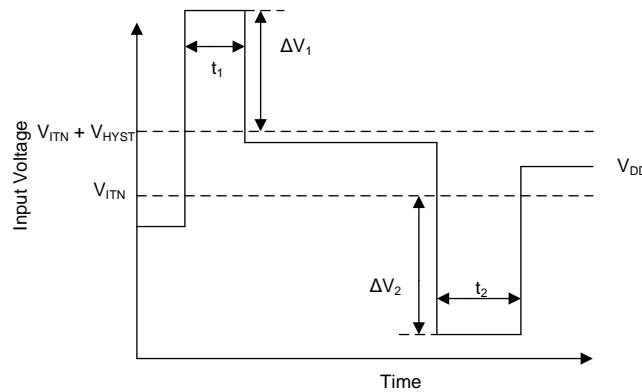 ΔV₁
t₁
V_ITN + V_HYST
V_DD
V_ITN
Input Voltage
ΔV₂
t₂
Time